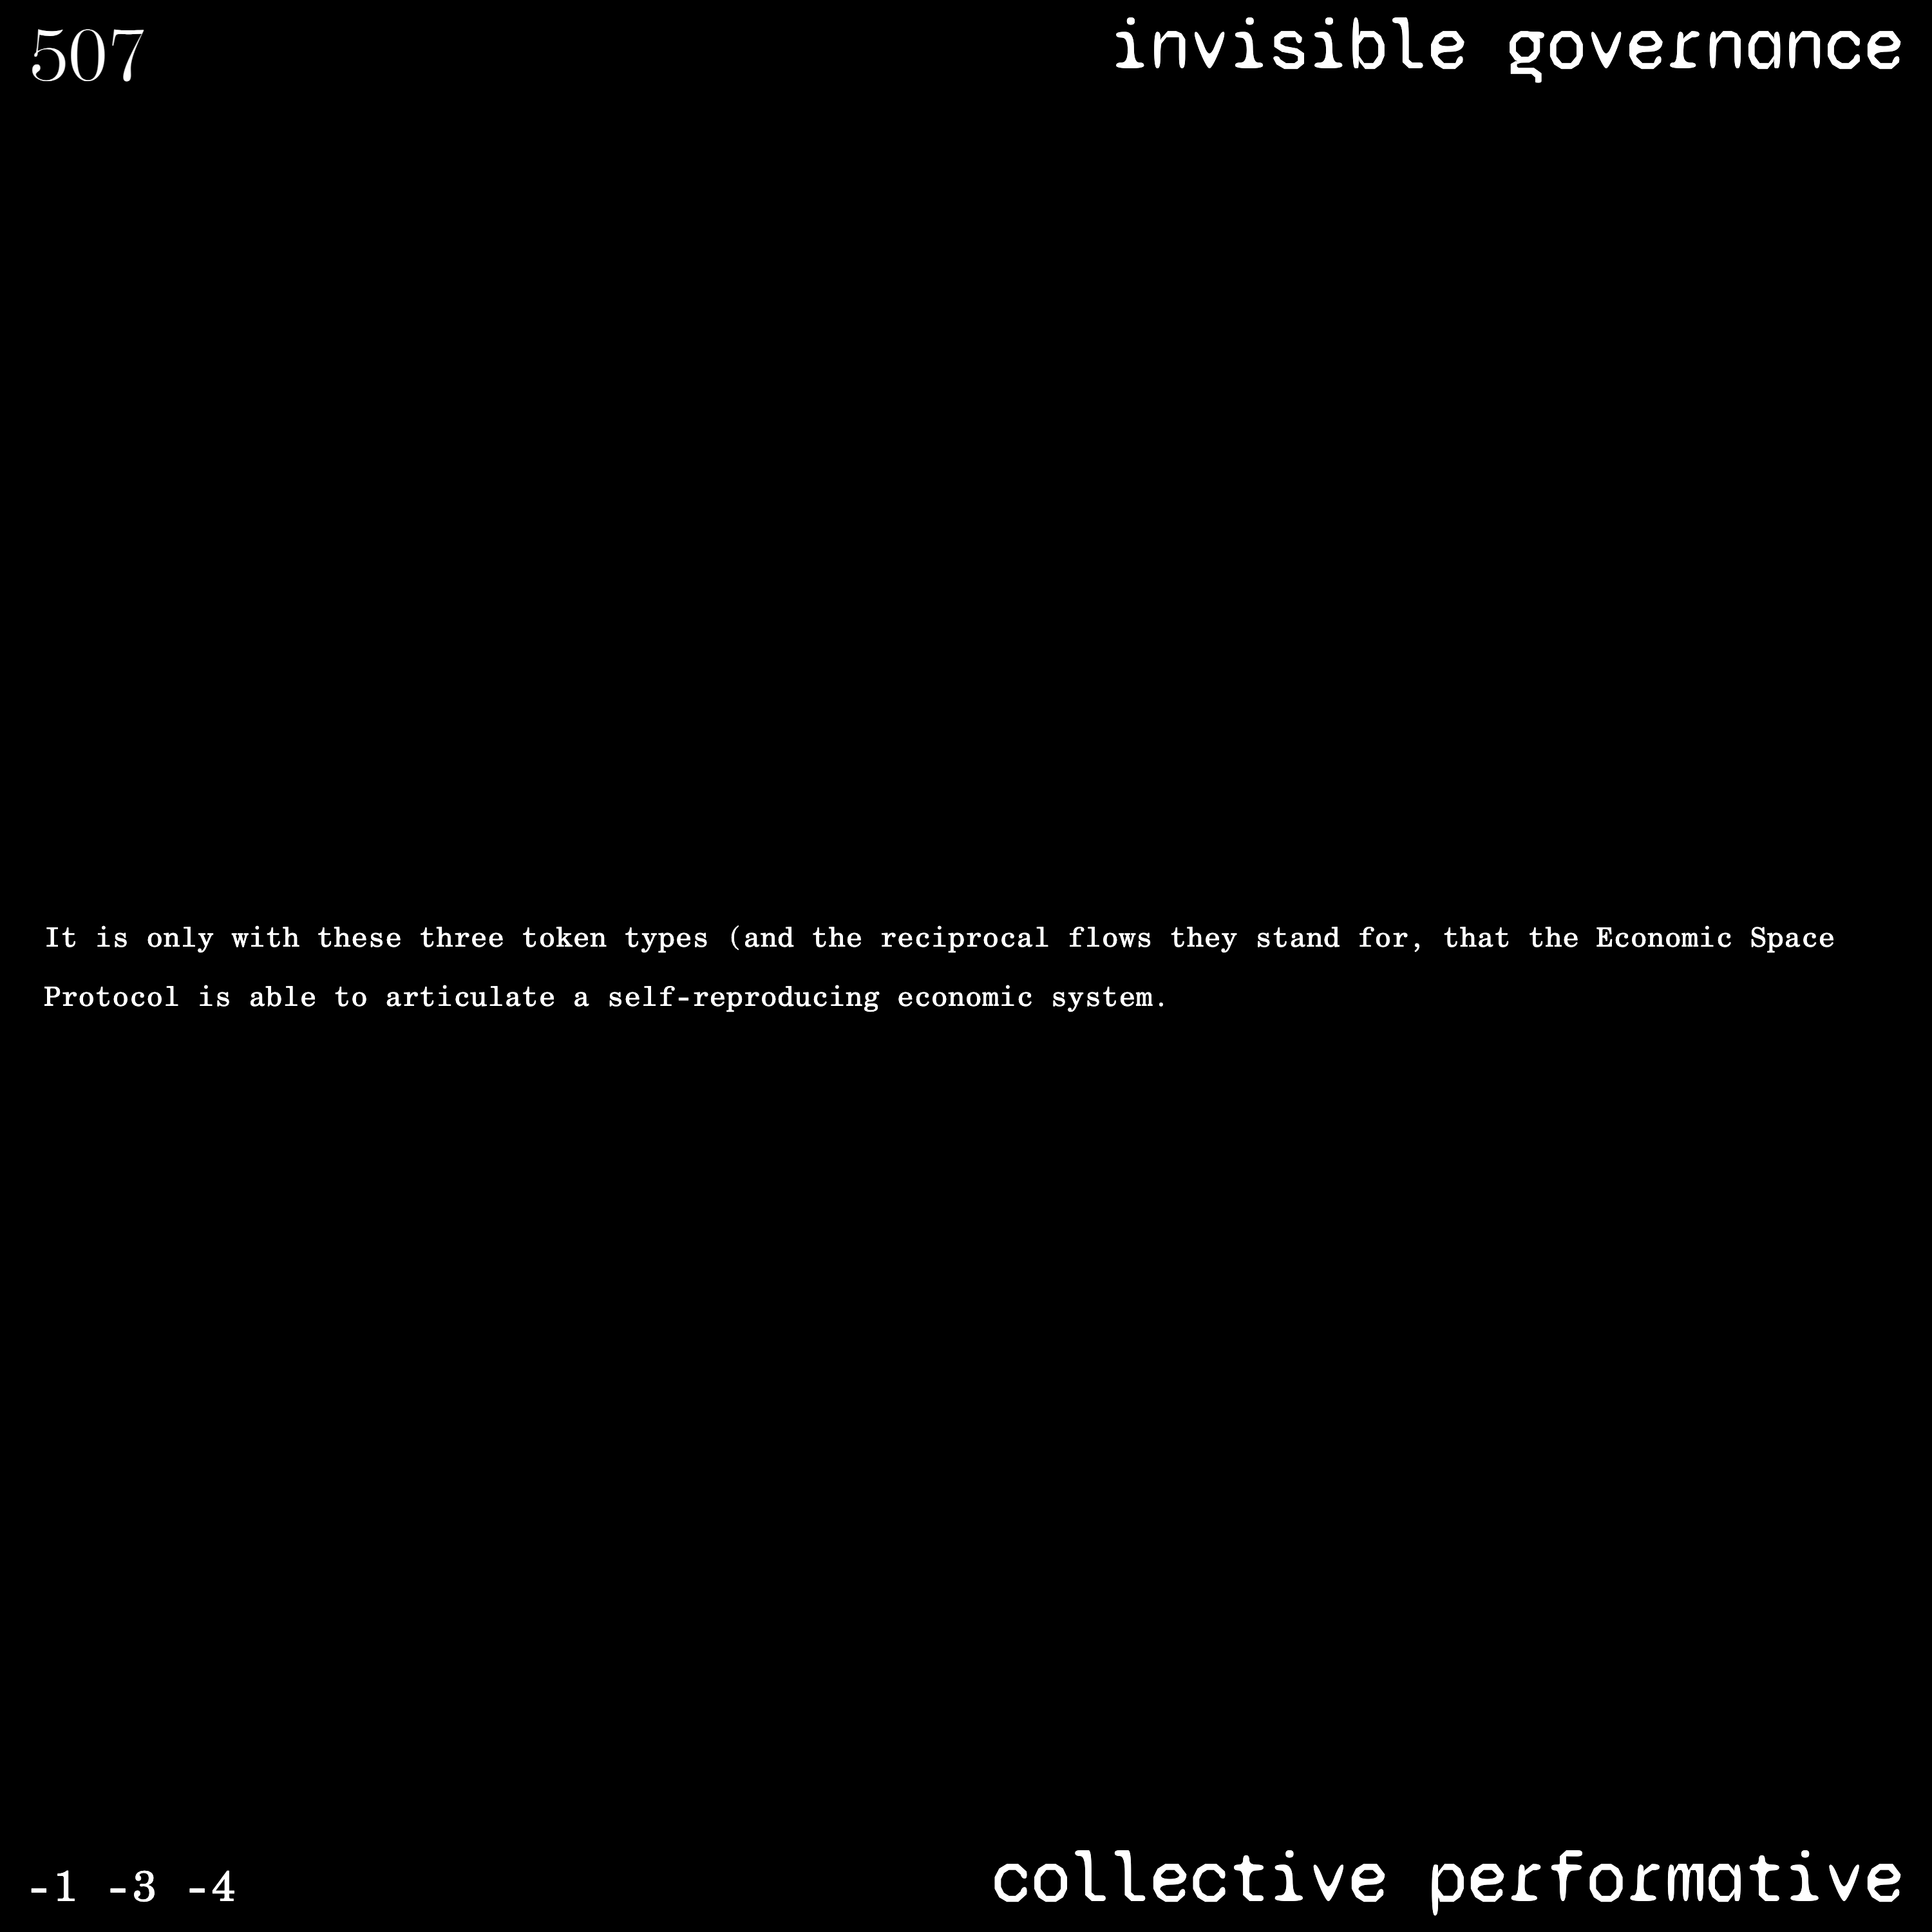 507
invisible governance
It is only with these three token types (and the reciprocal flows they stand for, that the Economic Space
Protocol is able to articulate a self-reproducing economic system.
-1 -3 -4
collective performative